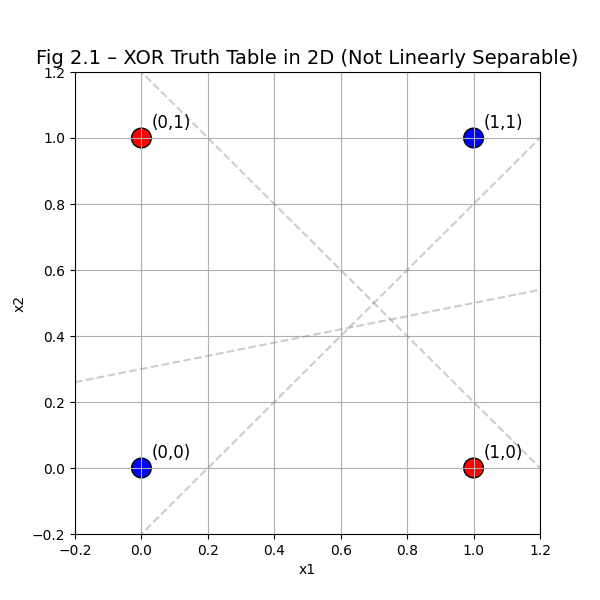 Fig 2.1 – XOR Truth Table in 2D (Not Linearly Separable)
1.2
(0,1) (1,1)
1.0
0.8
0.6
x2
0.4
0.2
(0,0) (1,0)
0.0
−0.2
−0.2 0.0 0.2 0.4 0.6 0.8 1.0 1.2
x1